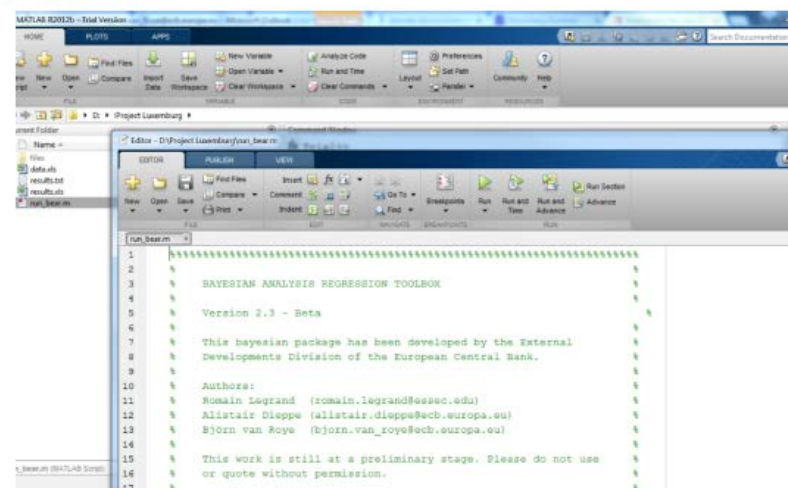 MATLAB R2012b - Trial Version
HOME PLOTS APPS
Search Documentation
New Open Find Files Compare Import Data Save Workspace New Variable Open Variable Clear Workspace Analyze Code Run and Time Clear Commands Layout Preferences Set Path Parallel Community Help
FILE VARIABLE CODE ENVIRONMENT RESOURCES
D: Project Luxemburg
Name
files
data.xls
results.txt
results.xls
run_bear.m
Editor - D:\Project Luxemburg\run_bear.m
EDITOR PUBLISH VIEW
New Open Save Find Files Compare Print Insert fx Comment Indent Go To Find Breakpoints Run Run and Time Run and Advance Run Section Advance
FILE EDIT NAVIGATE BREAKPOINTS RUN
run_bear.m
1 %%%%%%%%%%%%%%%%%%%%%%%%%%%%%%%%%%%%%%%%%%%%%%%%%%%%%%%%%%%%%%%%%%%%%%%%
2 % %
3 % BAYESIAN ANALYSIS REGRESSION TOOLBOX %
4 % %
5 % Version 2.3 - Beta %
6 % %
7 % This bayesian package has been developed by the External %
8 % Developments Division of the European Central Bank. %
9 % %
10 % Authors: %
11 % Romain Legrand (romain.legrand@essec.edu) %
12 % Alistair Dieppe (alistair.dieppe@ecb.europa.eu) %
13 % Björn van Roye (bjorn.van_roye@ecb.europa.eu) %
14 % %
15 % This work is still at a preliminary stage. Please do not use %
16 % or quote without permission. %
17